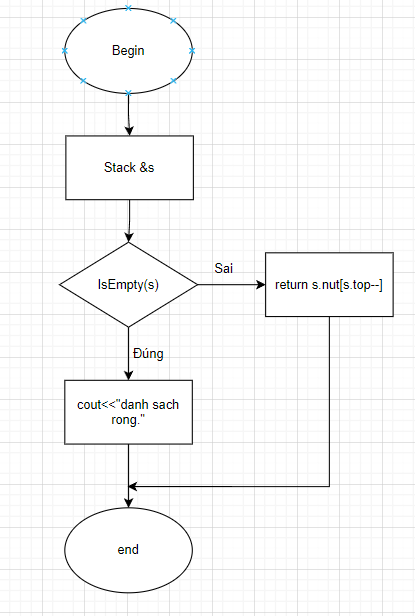 Begin
Stack &s
IsEmpty(s)
Sai
return s.nut[s.top--]
Đúng
cout<<"danh sach
rong."
end